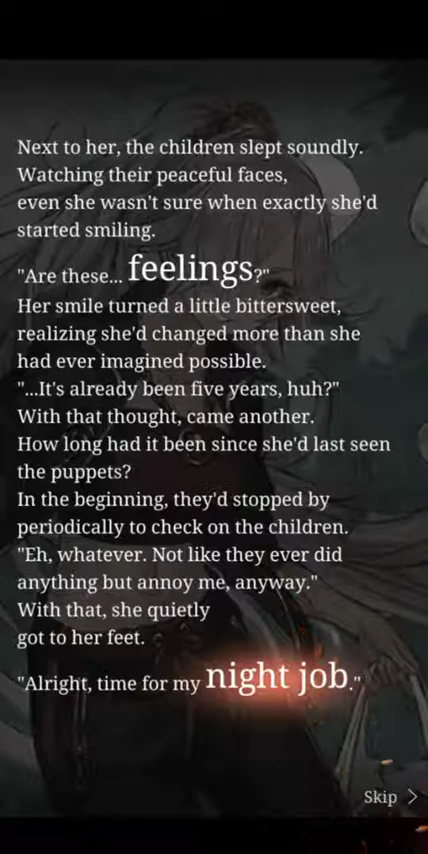 Next to her, the children slept soundly.
Watching their peaceful faces,
even she wasn't sure when exactly she'd
started smiling.
"Are these... feelings?"
Her smile turned a little bittersweet,
realizing she'd changed more than she
had ever imagined possible.
"...It's already been five years, huh?"
With that thought, came another.
How long had it been since she'd last seen
the puppets?
In the beginning, they'd stopped by
periodically to check on the children.
"Eh, whatever. Not like they ever did
anything but annoy me, anyway."
With that, she quietly
got to her feet.
"Alright, time for my night job."
Skip >